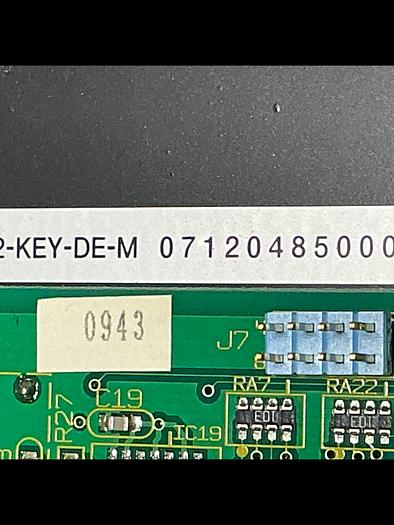 2-KEY-DE-M 07120485000
0943
J7
RA7
RA22
C19
R27
EDI
EDI
IC19